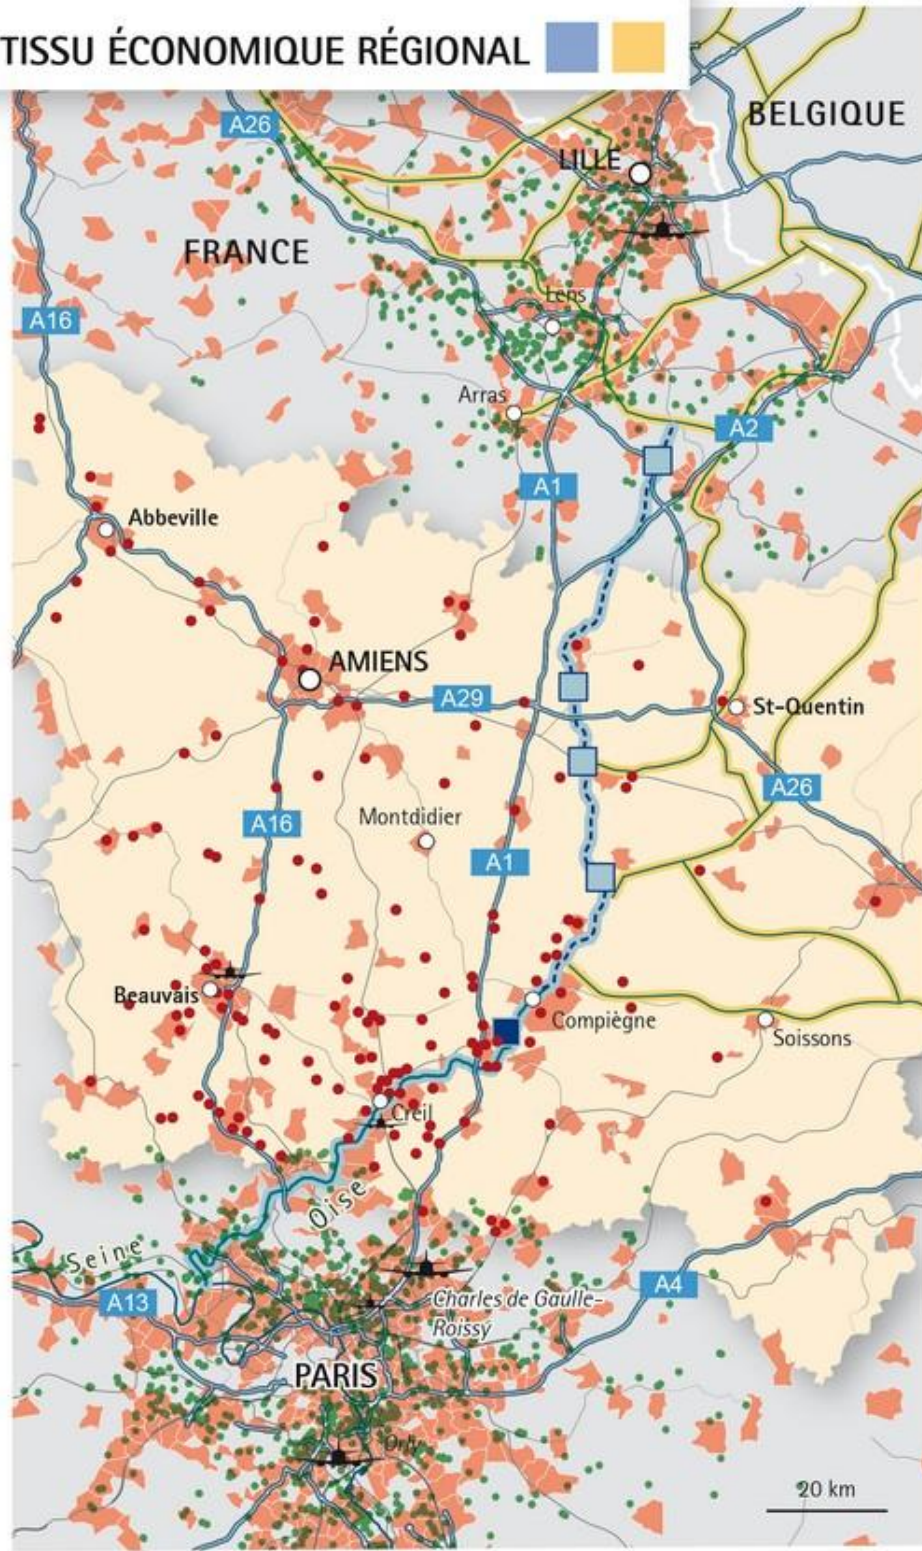 TISSU ÉCONOMIQUE RÉGIONAL
BELGIQUE
A26
LILLE
FRANCE
Lens
A16
Arras
A2
A1
Abbeville
AMIENS
A29
St-Quentin
A26
Montdidier
A16
A1
Beauvais
Compiègne
Soissons
Creil
Oise
Seine
A13
A4
Charles de Gaulle-
Roissy
PARIS
Orly
20 km